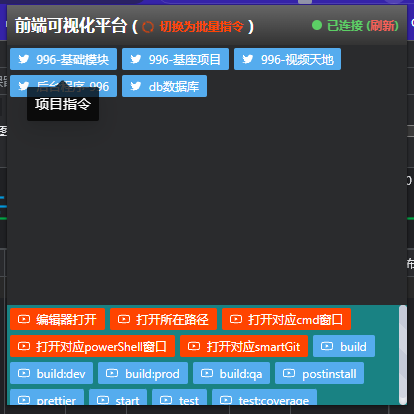 前端可视化平台 ( 切换为批量指令 ) 已连接 (刷新)
996-基础模块 996-基座项目 996-视频天地
后台程序-996 db数据库
项目指令
编辑器打开 打开所在路径 打开对应cmd窗口
打开对应powerShell窗口 打开对应smartGit build
build:dev build:prod build:qa postinstall
prettier start test test:coverage